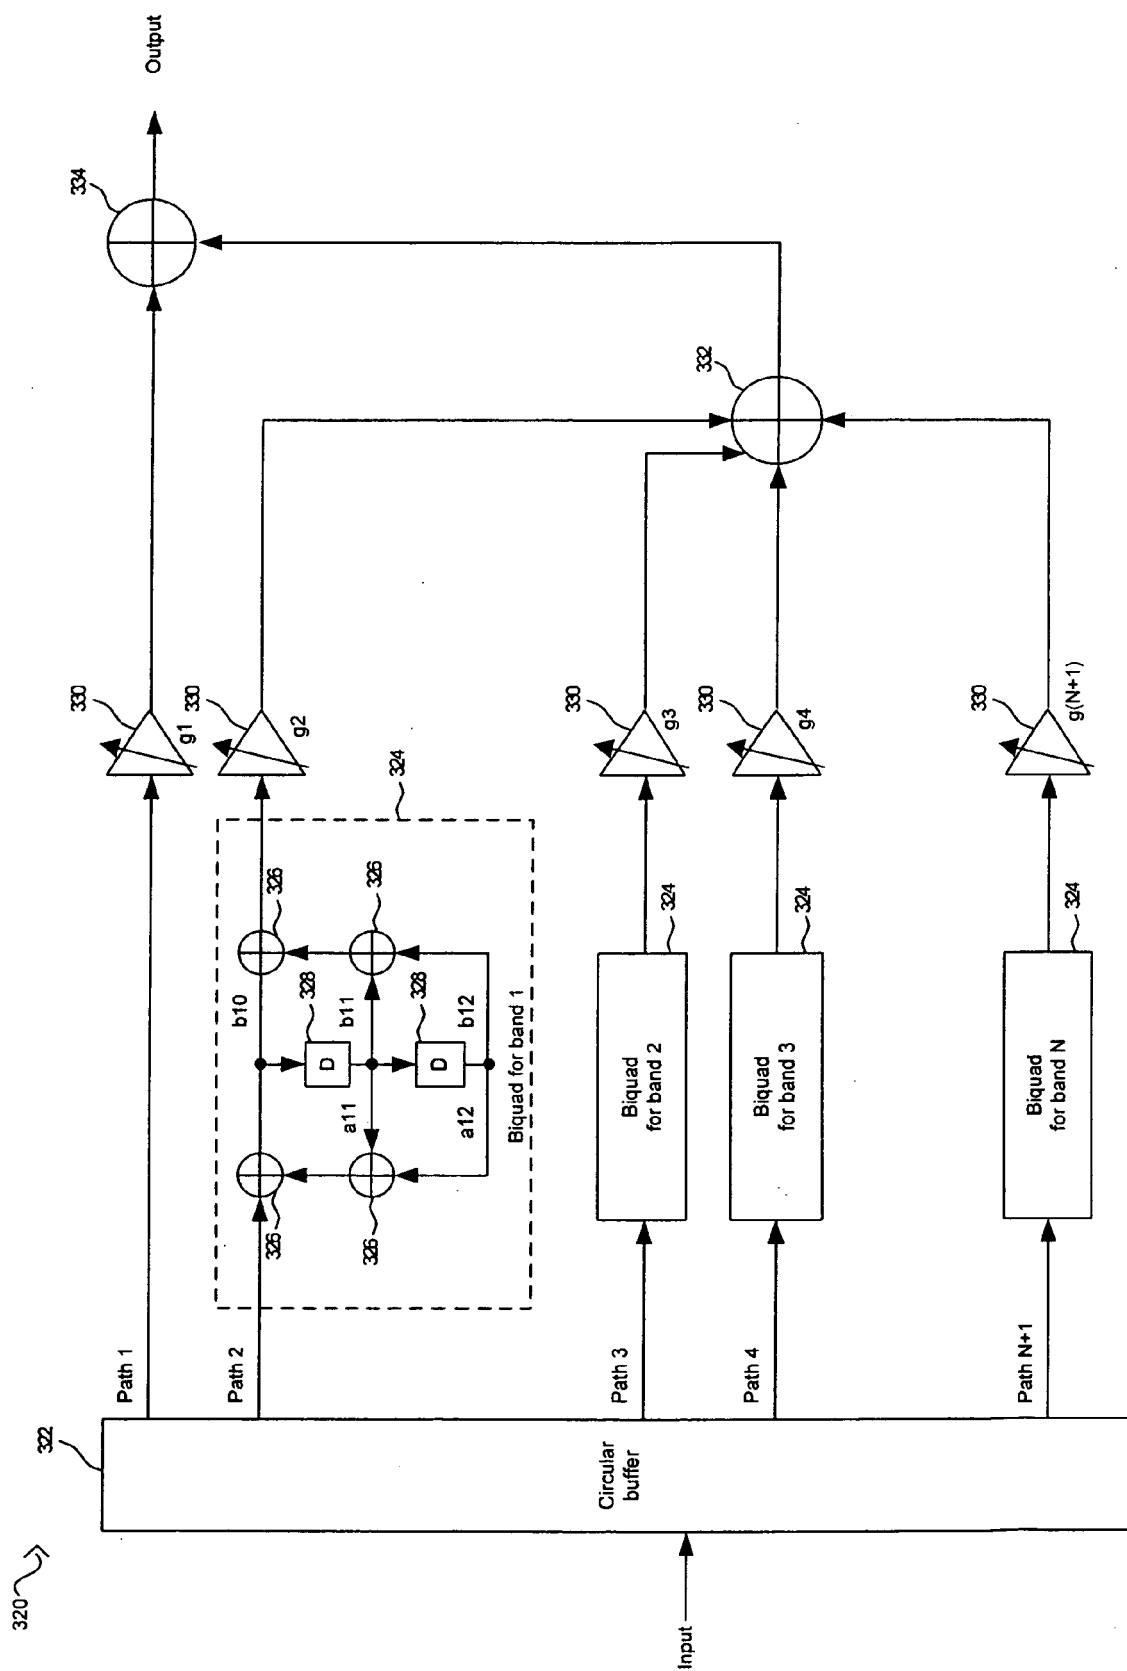 320
322
Input
Circular
buffer
Path 1
Path 2
Path 3
Path 4
Path N+1
326
326
a11
a12
b10
b11
b12
D
D
328
328
326
326
Biquad for band 1
324
Biquad
for band 2
324
Biquad
for band 3
324
Biquad
for band N
324
330
g1
330
g2
330
g3
330
g4
330
g(N+1)
332
334
Output